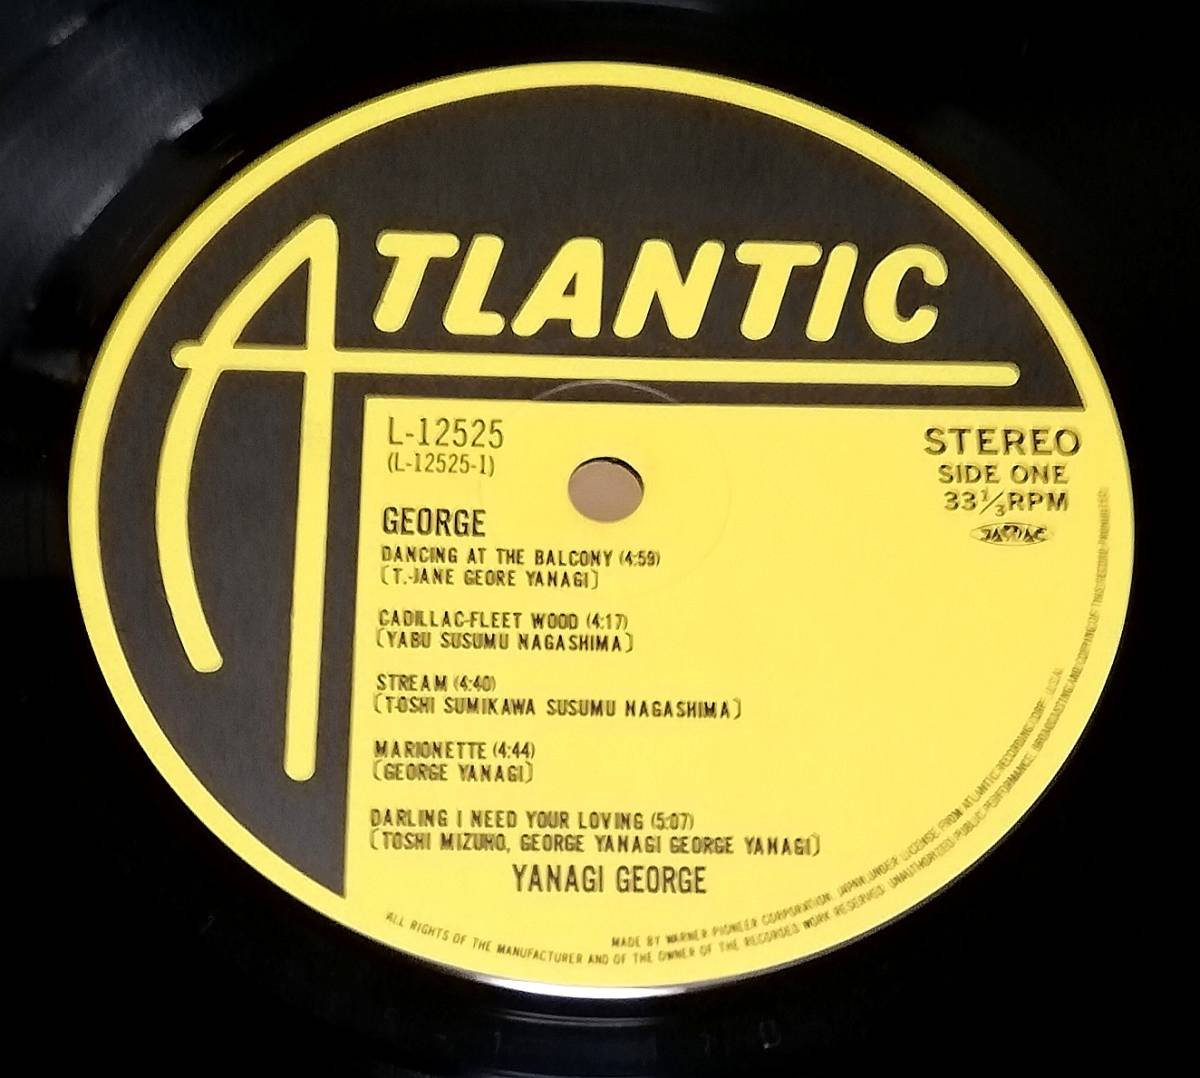 ATLANTIC
L-12525
(L-12525-1)
STEREO
SIDE ONE
33 1/3 RPM
GEORGE
DANCING AT THE BALCONY (4:59)
(T.-JANE GEORE YANAGI)
CADILLAC-FLEET WOOD (4:17)
(YABU SUSUMU NAGASHIMA)
STREAM (4:40)
(TOSHI SUMIKAWA SUSUMU NAGASHIMA)
MARIONETTE (4:44)
(GEORGE YANAGI)
DARLING I NEED YOUR LOVING (5:07)
(TOSHI MIZUHO, GEORGE YANAGI GEORGE YANAGI)
YANAGI GEORGE
MADE BY WARNER-PIONEER CORPORATION, JAPAN, UNDER LICENSE FROM ATLANTIC RECORDING CORP.
ALL RIGHTS OF THE MANUFACTURER AND OF THE OWNER OF THE RECORDED WORK RESERVED. UNAUTHORIZED PUBLIC PERFORMANCE, BROADCASTING AND COPYING OF THIS RECORD PROHIBITED.